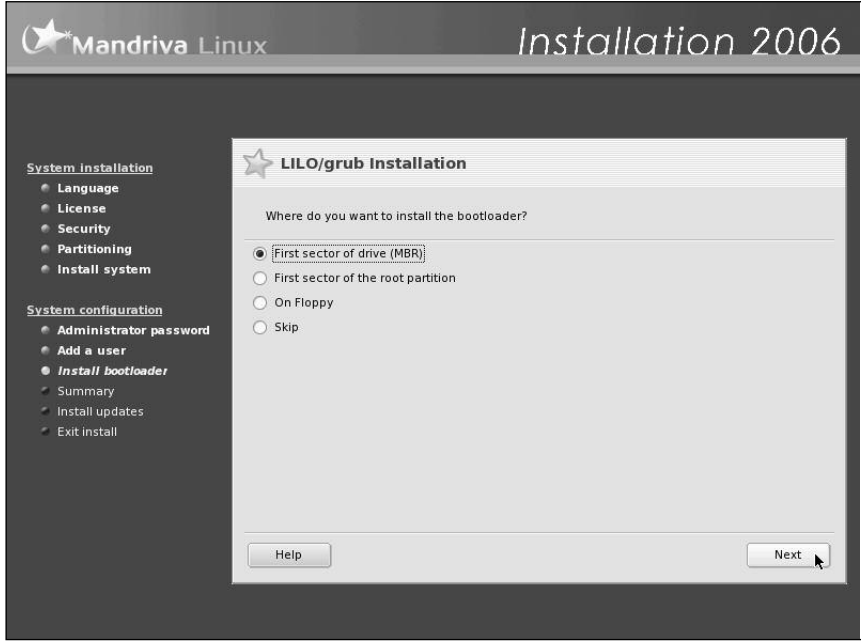 Mandriva Linux
Installation 2006
System installation
Language
License
Security
Partitioning
Install system
System configuration
Administrator password
Add a user
Install bootloader
Summary
Install updates
Exit install
LILO/grub Installation
Where do you want to install the bootloader?
First sector of drive (MBR)
First sector of the root partition
On Floppy
Skip
Help
Next